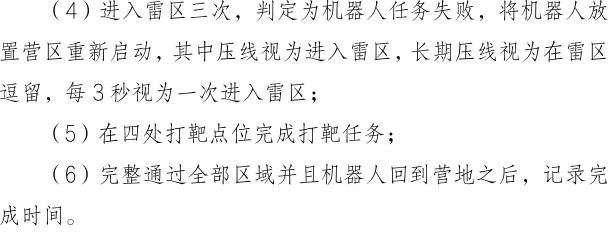 （4）进入雷区三次，判定为机器人任务失败，将机器人放
置营区重新启动，其中压线视为进入雷区，长期压线视为在雷区
逗留，每 3 秒视为一次进入雷区；
（5）在四处打靶点位完成打靶任务；
（6）完整通过全部区域并且机器人回到营地之后，记录完
成时间。